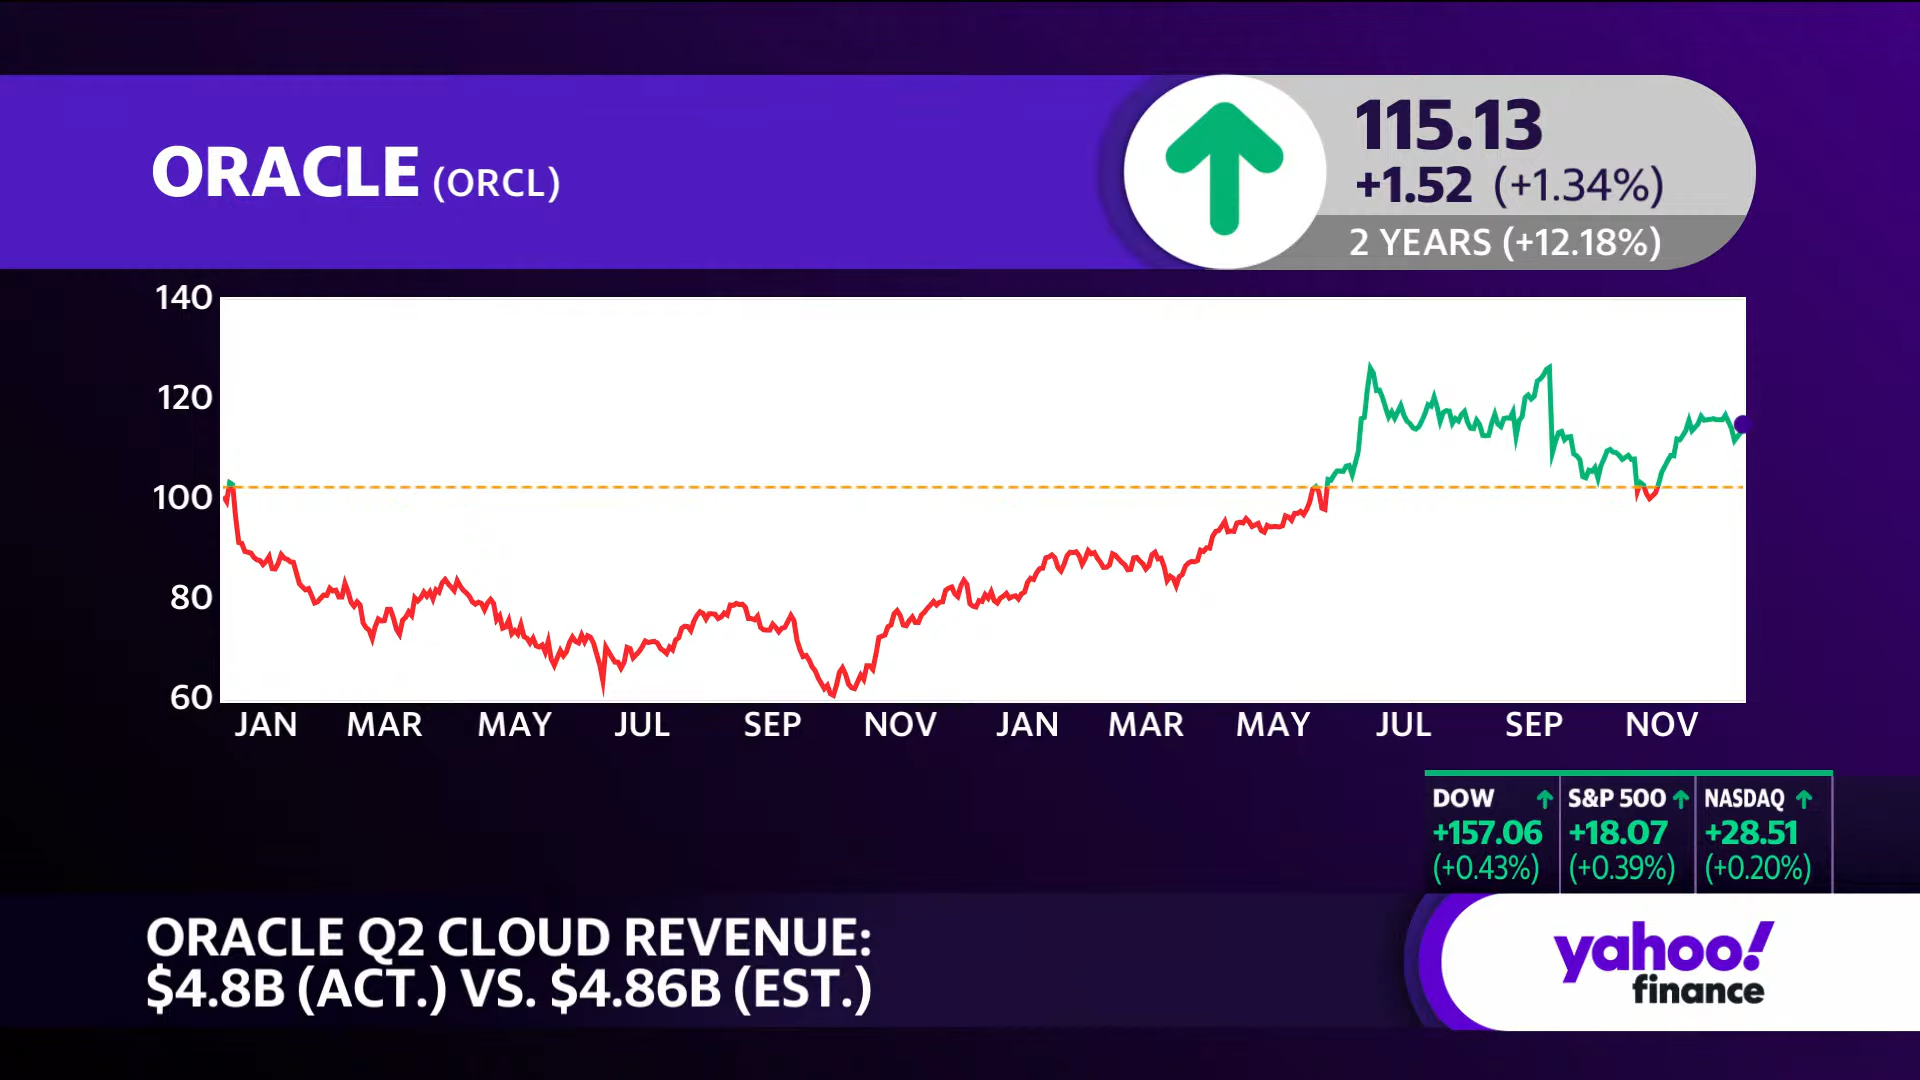 ORACLE (ORCL)
115.13
+1.52 (+1.34%)
2 YEARS (+12.18%)
140
120
100
80
60
JAN MAR MAY JUL SEP NOV JAN MAR MAY JUL SEP NOV
DOW S&P 500 NASDAQ
+157.06 +18.07 +28.51
(+0.43%) (+0.39%) (+0.20%)
ORACLE Q2 CLOUD REVENUE:
$4.8B (ACT.) VS. $4.86B (EST.)
yahoo!
finance